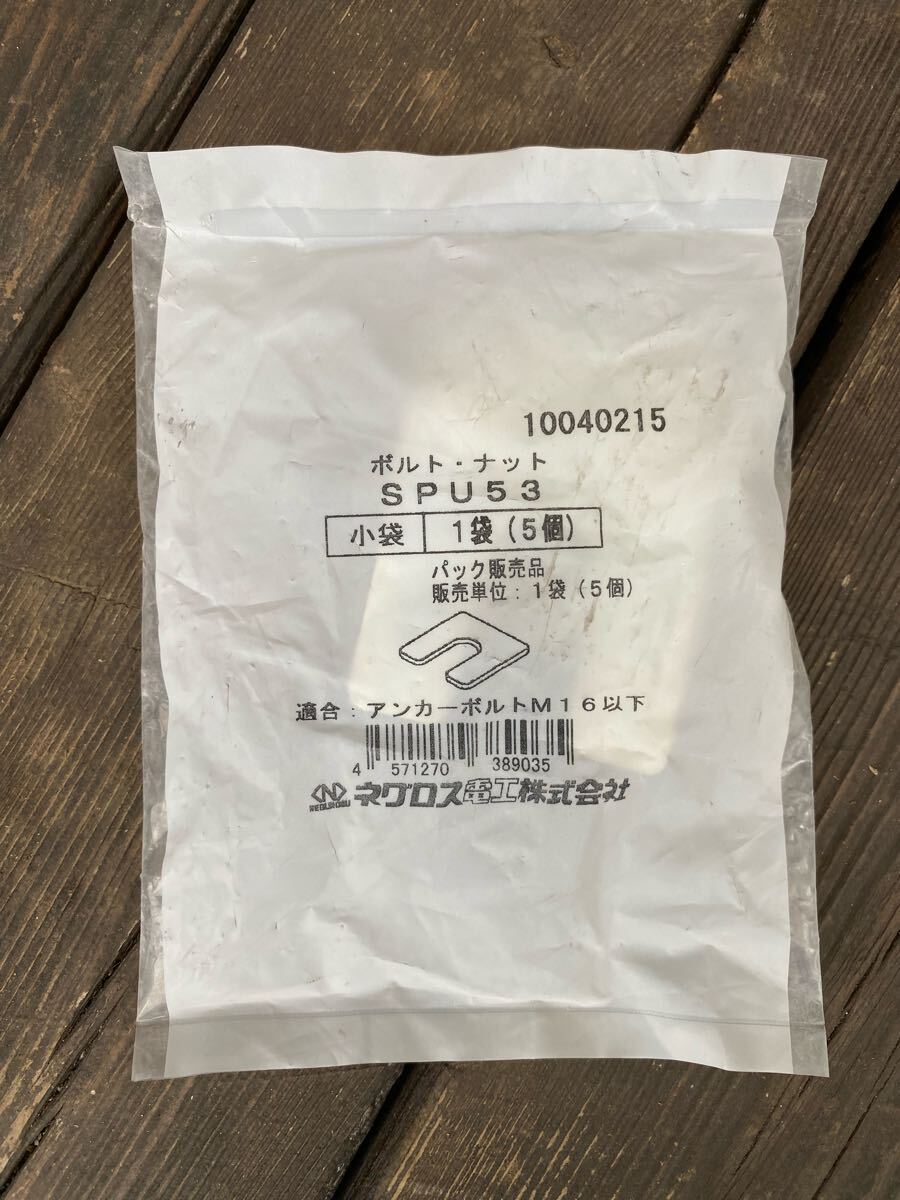 10040215
ボルト・ナット
SPU53
小袋 1袋(5個)
パック販売品
販売単位:1袋(5個)
適合:アンカーボルトM16以下
4 571270 389035
NEGUROSU ネグロス電工株式会社